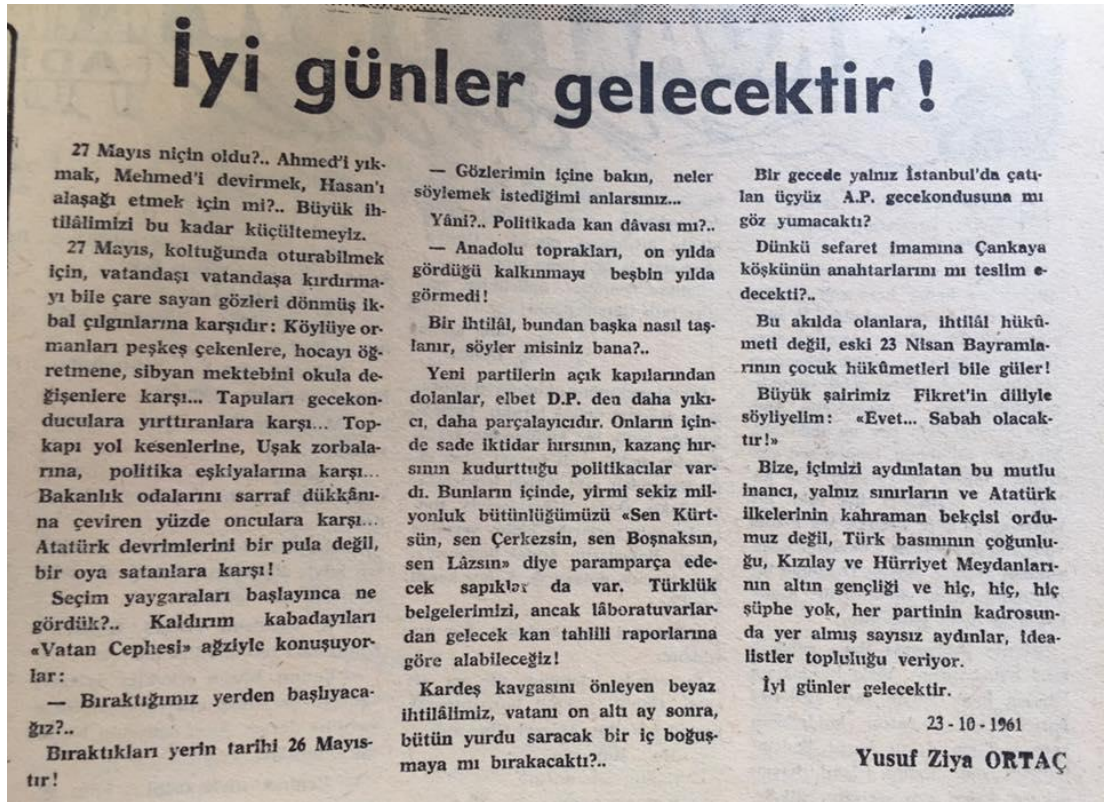 İyi günler gelecektir !
27 Mayıs niçin oldu?.. Ahmed'i yık-
mak, Mehmed'i devirmek, Hasan'ı
alaşağı etmek için mi?.. Büyük ih-
tilâlimizi bu kadar küçültemeyiz.
27 Mayıs, koltuğunda oturabilmek
için, vatandaşı vatandaşa kırdırma-
yı bile çare sayan gözleri dönmüş ik-
bal çılgınlarına karşıdır: Köylüye or-
manları peşkeş çekenlere, hocayı öğ-
retmene, sibyan mektebini okula de-
ğişenlere karşı... Tapuları gecekon-
duculara yırttıranlara karşı... Top-
kapı yol kesenlerine, Uşak zorbala-
rına, politika eşkiyalarına karşı...
Bakanlık odalarını sarraf dükkânı-
na çeviren yüzde onculara karşı...
Atatürk devrimlerini bir pula değil,
bir oya satanlara karşı!
Seçim yaygaraları başlayınca ne
gördük?.. Kaldırım kabadayıları
«Vatan Cephesi» ağziyle konuşuyor-
lar:
— Bıraktığımız yerden başlıyaca-
ğız?..
Bıraktıkları yerin tarihi 26 Mayıs-
tır!
— Gözlerimin içine bakın, neler
söylemek istediğimi anlarsınız...
Yâni?.. Politikada kan dâvası mı?..
— Anadolu toprakları, on yılda
gördüğü kalkınmayı beşbin yılda
görmedi!
Bir ihtilâl, bundan başka nasıl taş-
lanır, söyler misiniz bana?..
Yeni partilerin açık kapılarından
dolanlar, elbet D.P. den daha yıkı-
cı, daha parçalayıcıdır. Onların için-
de sade iktidar hırsının, kazanç hır-
sının kudurttuğu politikacılar var-
dı. Bunların içinde, yirmi sekiz mil-
yonluk bütünlüğümüzü «Sen Kürt-
sün, sen Çerkezsin, sen Boşnaksın,
sen Lâzsın» diye paramparça ede-
cek sapıklar da var. Türklük
belgelerimizi, ancak lâboratuvarlar-
dan gelecek kan tahlili raporlarına
göre alabileceğiz!
Kardeş kavgasını önleyen beyaz
ihtilâlimiz, vatanı on altı ay sonra,
bütün yurdu saracak bir iç boğuş-
maya mı bırakacaktı?..
Bir gecede yalnız İstanbul'da çatı-
lan üçyüz A.P. gecekondusuna mı
göz yumacaktı?
Dünkü sefaret imamına Çankaya
köşkünün anahtarlarını mı teslim e-
decekti?..
Bu akılda olanlara, ihtilâl hükû-
meti değil, eski 23 Nisan Bayramla-
rının çocuk hükûmetleri bile güler!
Büyük şairimiz Fikret'in diliyle
söyliyelim: «Evet... Sabah olacak-
tır!»
Bize, içimizi aydınlatan bu mutlu
inancı, yalnız sınırların ve Atatürk
ilkelerinin kahraman bekçisi ordu-
muz değil, Türk basınının çoğunlu-
ğu, Kızılay ve Hürriyet Meydanları-
nın altın gençliği ve hiç, hiç, hiç
şüphe yok, her partinin kadrosun-
da yer almış sayısız aydınlar, idea-
listler topluluğu veriyor.
İyi günler gelecektir.
23 - 10 - 1961
Yusuf Ziya ORTAÇ